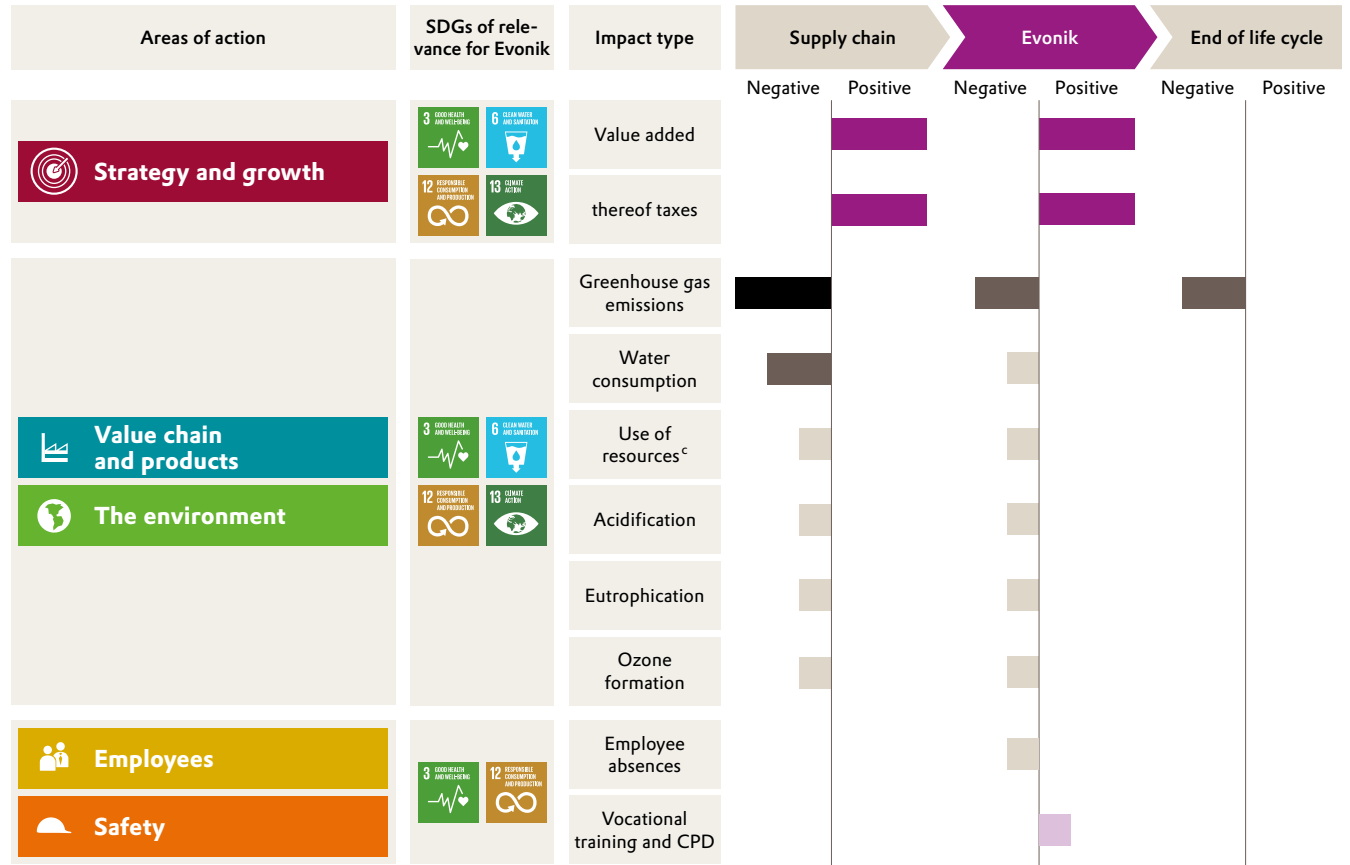 Areas of action
SDGs of rele-
vance for Evonik
Impact type
Supply chain
Evonik
End of life cycle
Negative
Positive
Negative
Positive
Negative
Positive
Strategy and growth
3 GOOD HEALTH
AND WELL-BEING
6 CLEAN WATER
AND SANITATION
12 RESPONSIBLE
CONSUMPTION
AND PRODUCTION
13 CLIMATE
ACTION
Value added
thereof taxes
Value chain
and products
The environment
3 GOOD HEALTH
AND WELL-BEING
6 CLEAN WATER
AND SANITATION
12 RESPONSIBLE
CONSUMPTION
AND PRODUCTION
13 CLIMATE
ACTION
Greenhouse gas
emissions
Water
consumption
Use of
resources c
Acidification
Eutrophication
Ozone
formation
Employees
Safety
3 GOOD HEALTH
AND WELL-BEING
12 RESPONSIBLE
CONSUMPTION
AND PRODUCTION
Employee
absences
Vocational
training and CPD